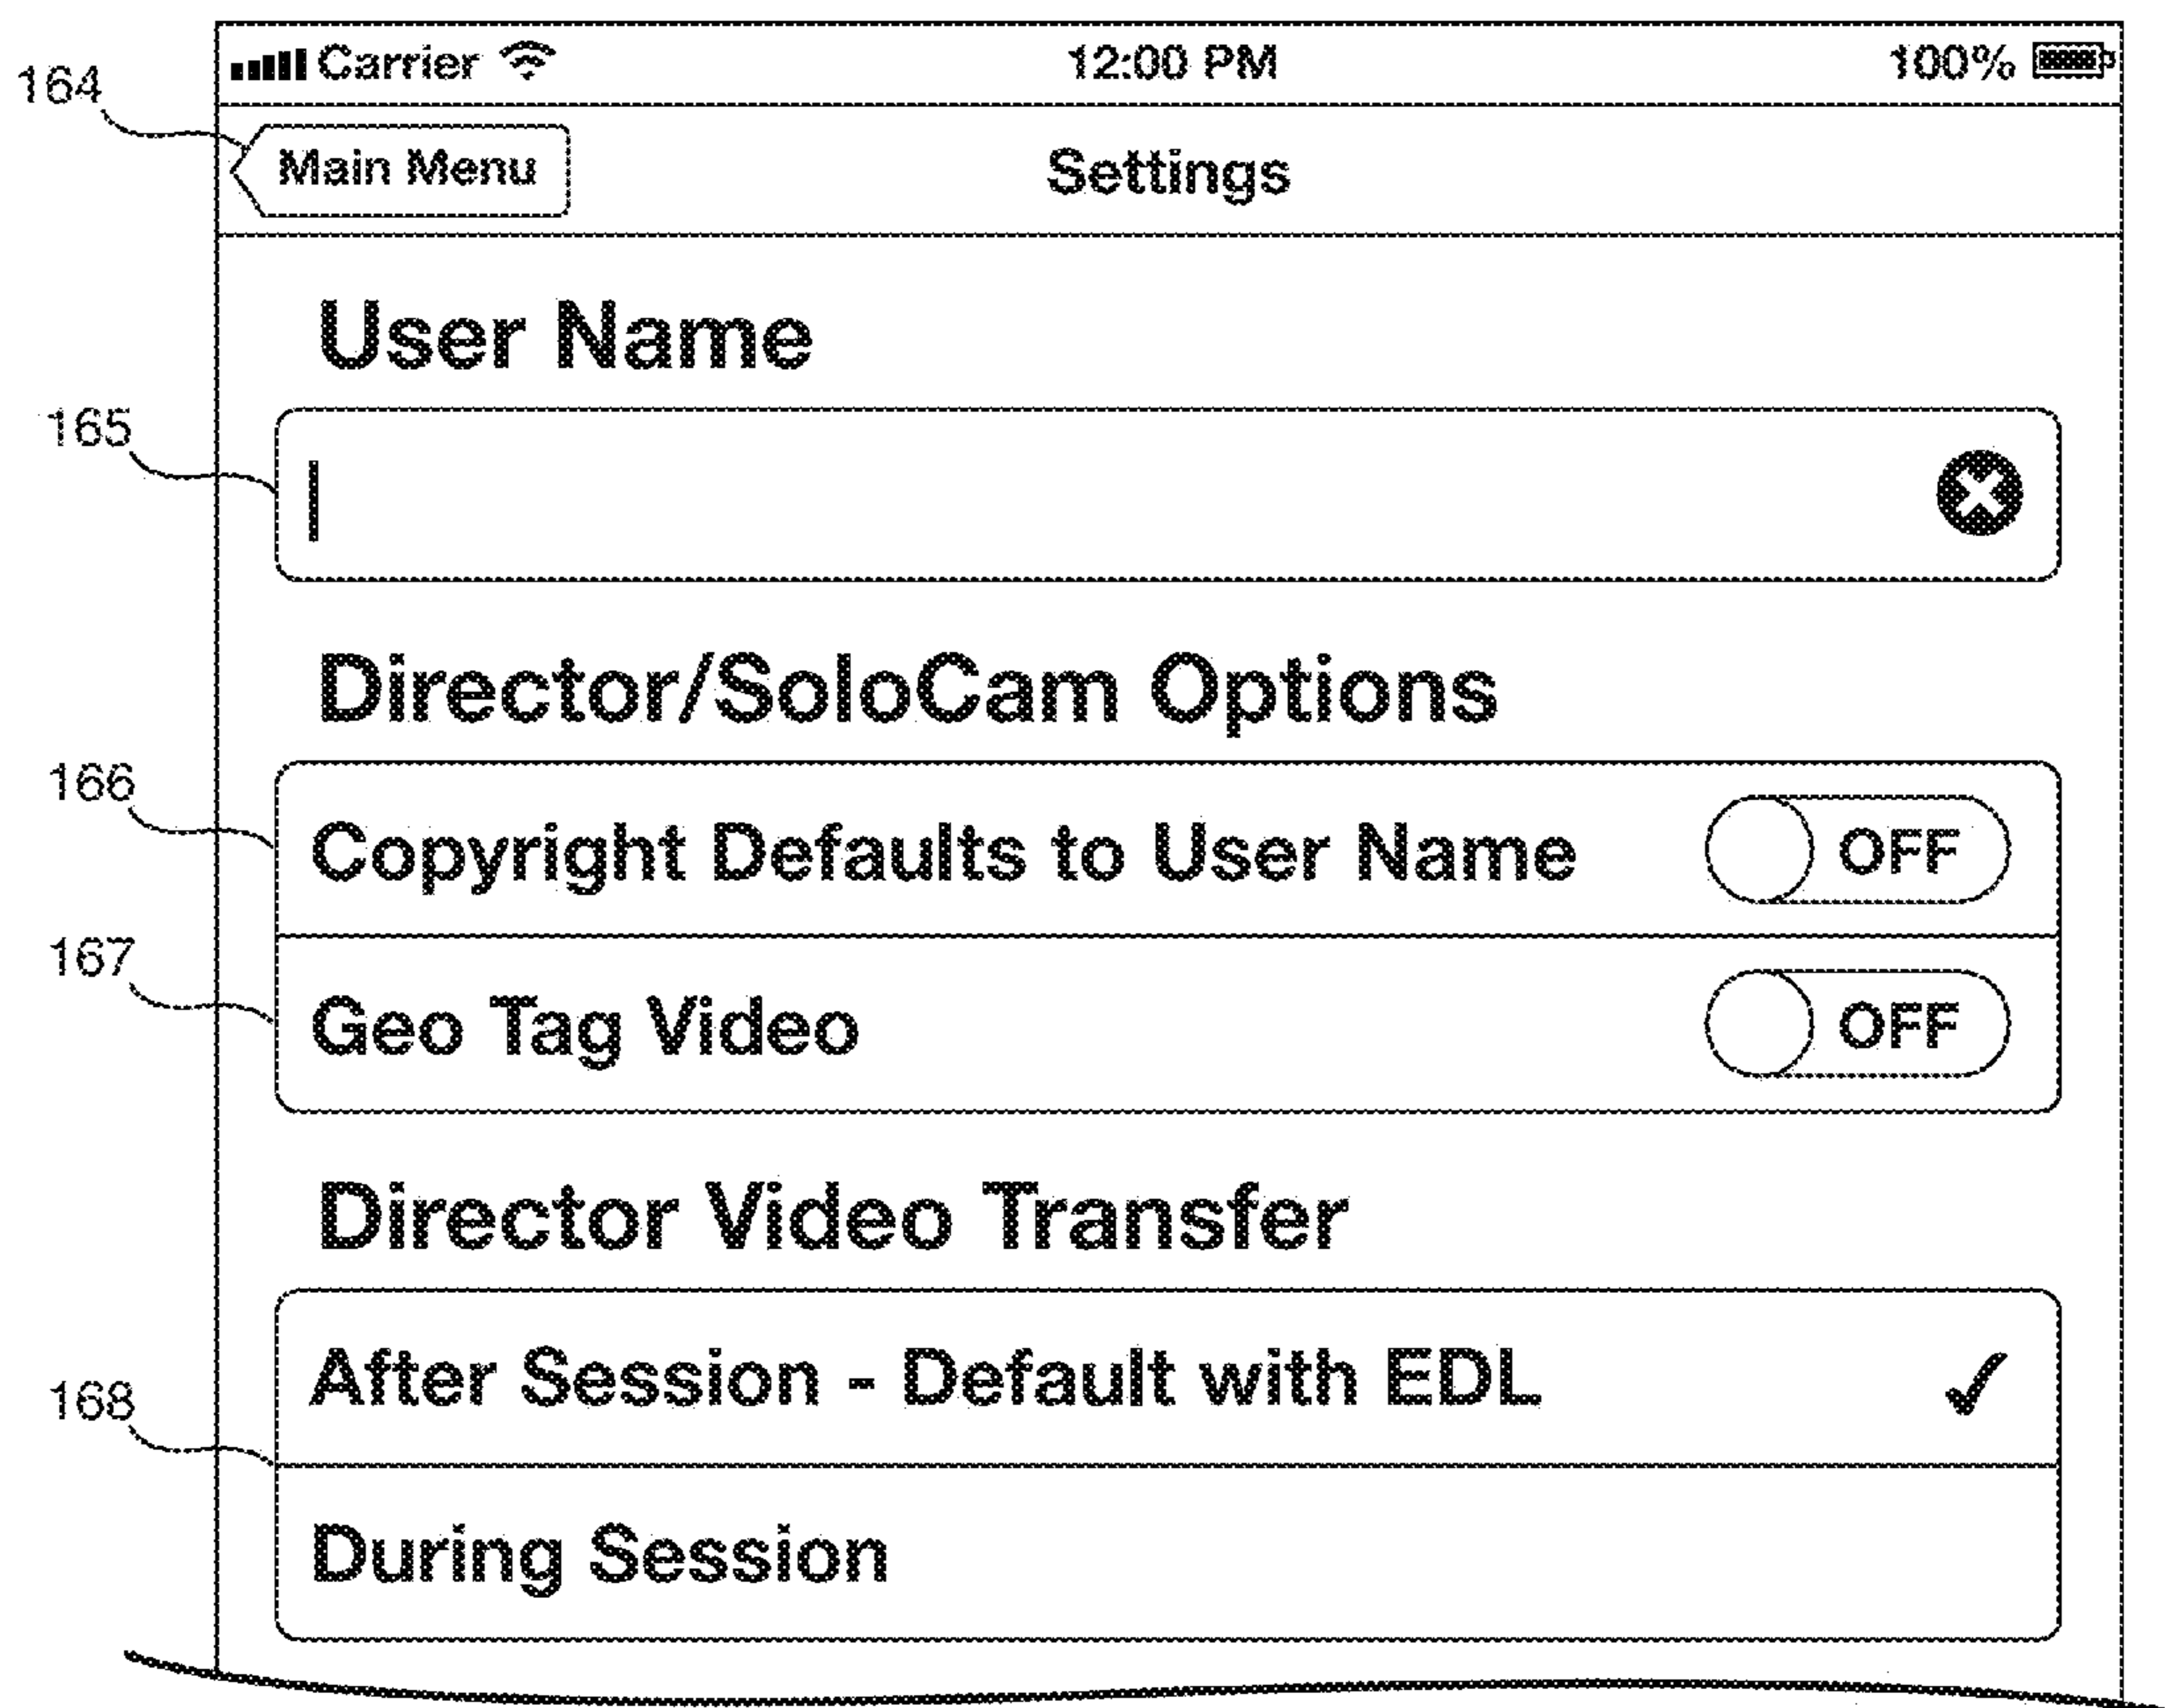 Carrier 12:00 PM 100%
164
Main Menu Settings
User Name
165
Director/SoloCam Options
166
Copyright Defaults to User Name OFF
167
Geo Tag Video OFF
Director Video Transfer
After Session - Default with EDL
168
During Session